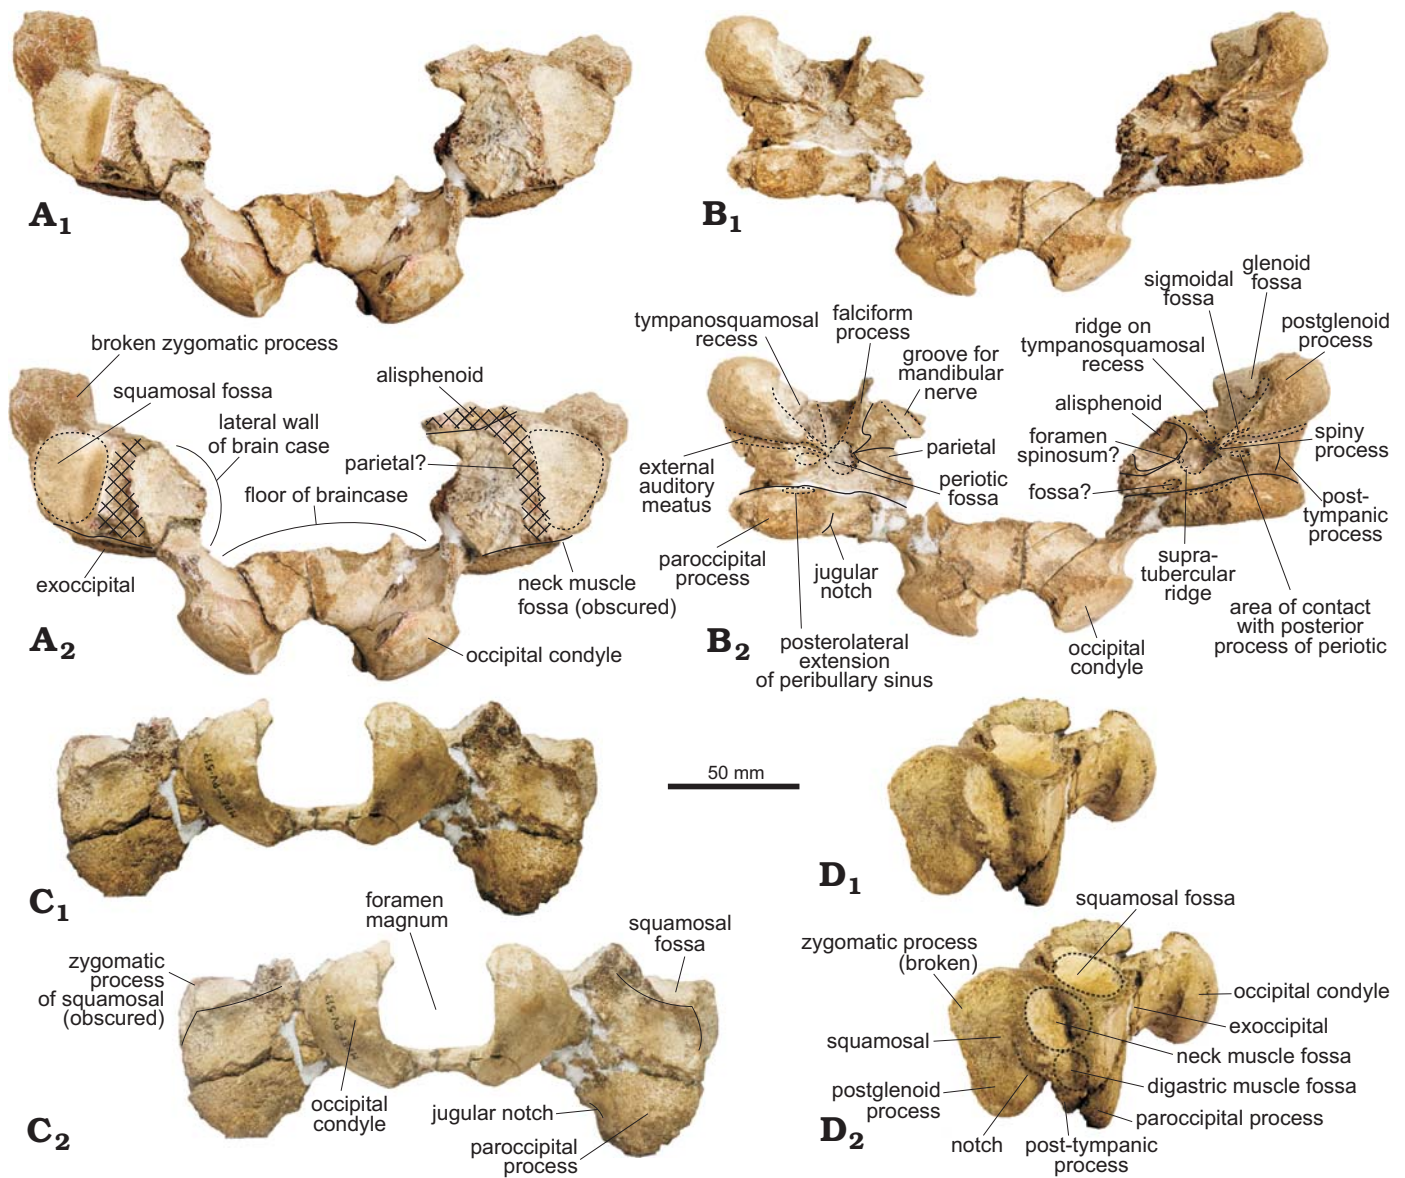 A1
B1
broken zygomatic process
squamosal fossa
alisphenoid
lateral wall
of brain case
parietal?
floor of braincase
exoccipital
neck muscle
fossa (obscured)
occipital condyle
A2
tympanosquamosal
recess
falciform
process
groove for
mandibular
nerve
ridge on
tympanosquamosal
recess
sigmoidal
fossa
glenoid
fossa
postglenoid
process
alisphenoid
foramen
spinosum?
spiny
process
parietal
external
auditory
meatus
periotic
fossa
fossa?
post-
tympanic
process
paroccipital
process
jugular
notch
supra-
tubercular
ridge
area of contact
with posterior
process of periotic
posterolateral
extension
of peribullary sinus
occipital
condyle
B2
50 mm
C1
D1
foramen
magnum
squamosal
fossa
zygomatic
process
of squamosal
(obscured)
occipital
condyle
jugular notch
paroccipital
process
C2
squamosal fossa
zygomatic process
(broken)
occipital condyle
exoccipital
squamosal
neck muscle fossa
digastric muscle fossa
postglenoid
process
paroccipital process
notch
post-tympanic
process
D2